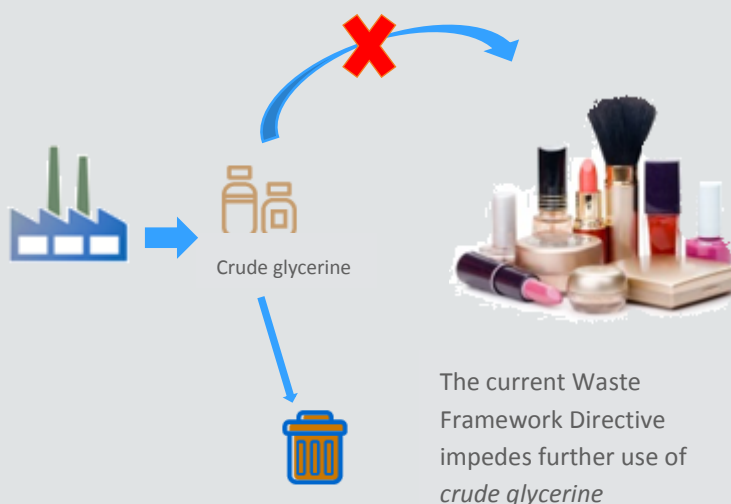 Crude glycerine
The current Waste
Framework Directive
impedes further use of
crude glycerine